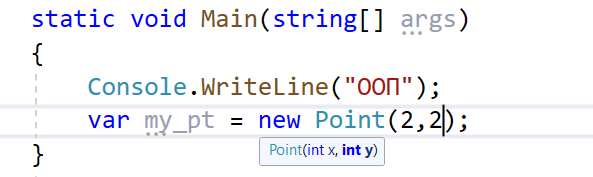 static void Main(string[] args)
{
Console.WriteLine("ООП");
var my_pt = new Point(2,2);
Point(int x, int y)
}